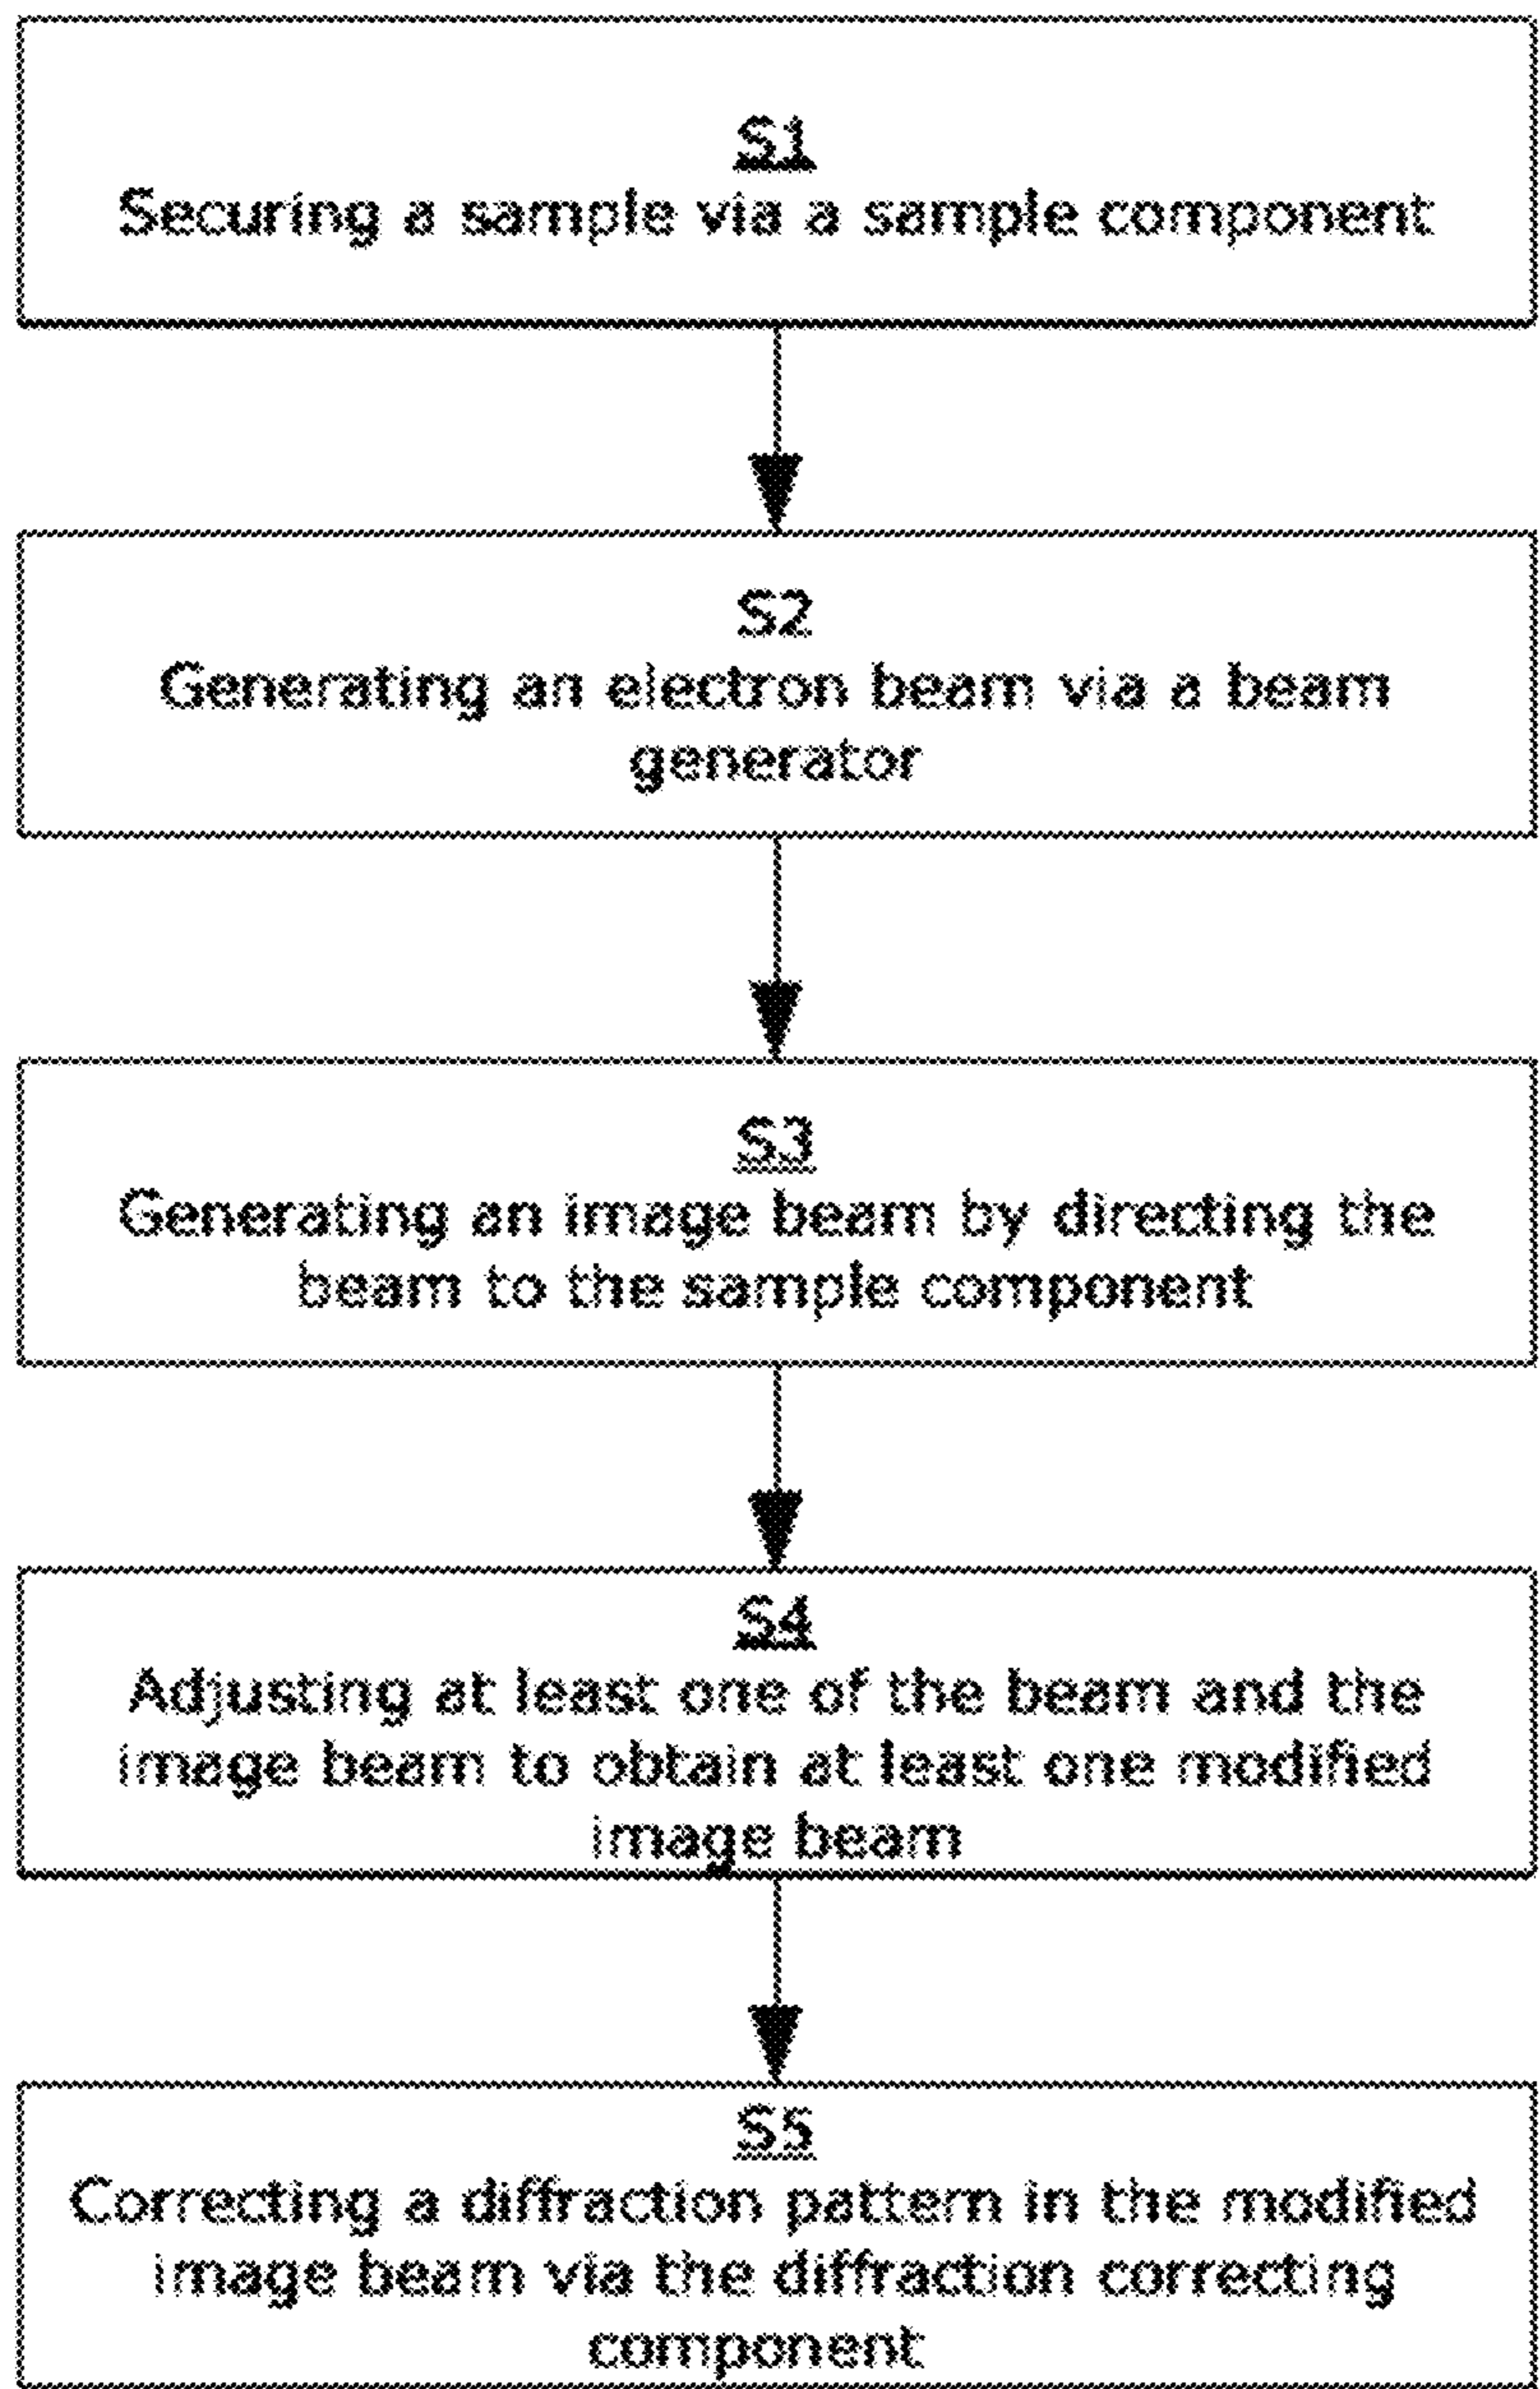 S1
Securing a sample via a sample component
S2
Generating an electron beam via a beam
generator
S3
Generating an image beam by directing the
beam to the sample component
S4
Adjusting at least one of the beam and the
image beam to obtain at least one modified
image beam
S5
Correcting a diffraction pattern in the modified
image beam via the diffraction correcting
component